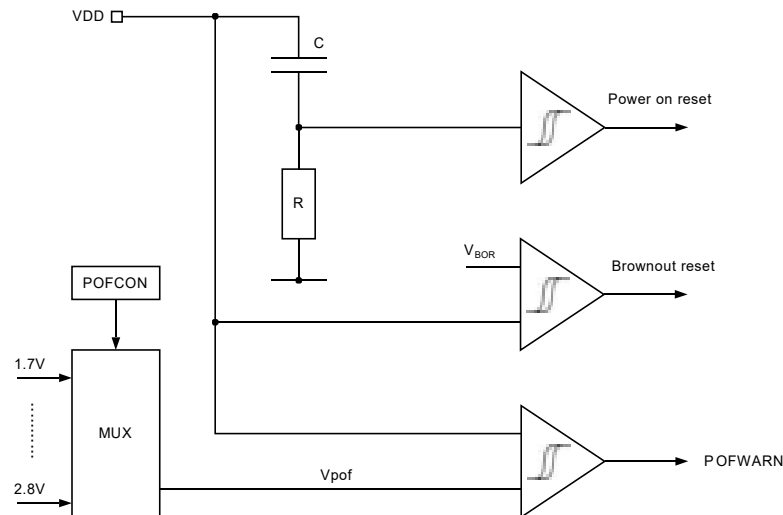 VDD
C
Power on reset
R
V_BOR
Brownout reset
POFCON
1.7V
MUX
Vpof
POFWARN
2.8V